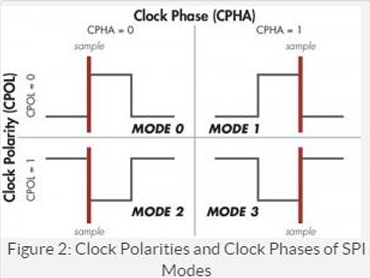 Clock Phase (CPHA)
CPHA = 0
CPHA = 1
sample
sample
Clock Polarity (CPOL)
CPOL = 0
MODE 0
MODE 1
CPOL = 1
MODE 2
MODE 3
sample
sample
Figure 2: Clock Polarities and Clock Phases of SPI
Modes